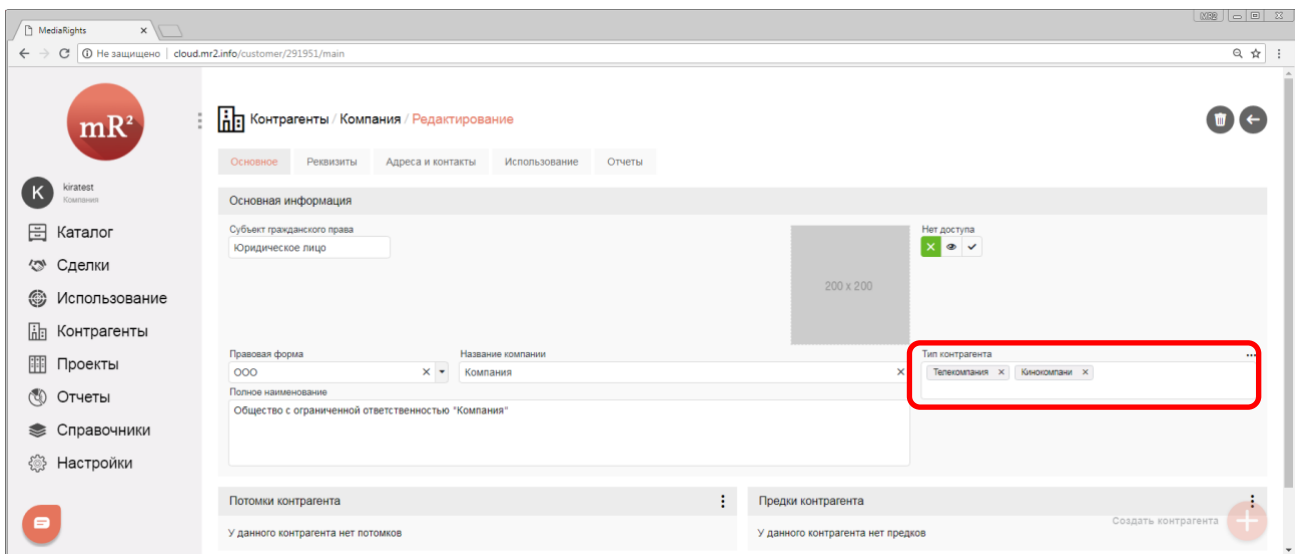 MRB
MediaRights
Не защищено | cloud.mr2.info/customer/291951/main
mR²
Контрагенты / Компания / Редактирование
Основное Реквизиты Адреса и контакты Использование Отчеты
K kiratest
Компания
Каталог
Сделки
Использование
Контрагенты
Проекты
Отчеты
Справочники
Настройки
Основная информация
Субъект гражданского права
Юридическое лицо
200 x 200
Нет доступа
Правовая форма
ООО
Название компании
Компания
Тип контрагента
Телекомпания Кинокомпани
Полное наименование
Общество с ограниченной ответственностью "Компания"
Потомки контрагента
У данного контрагента нет потомков
Предки контрагента
У данного контрагента нет предков
Создать контрагента